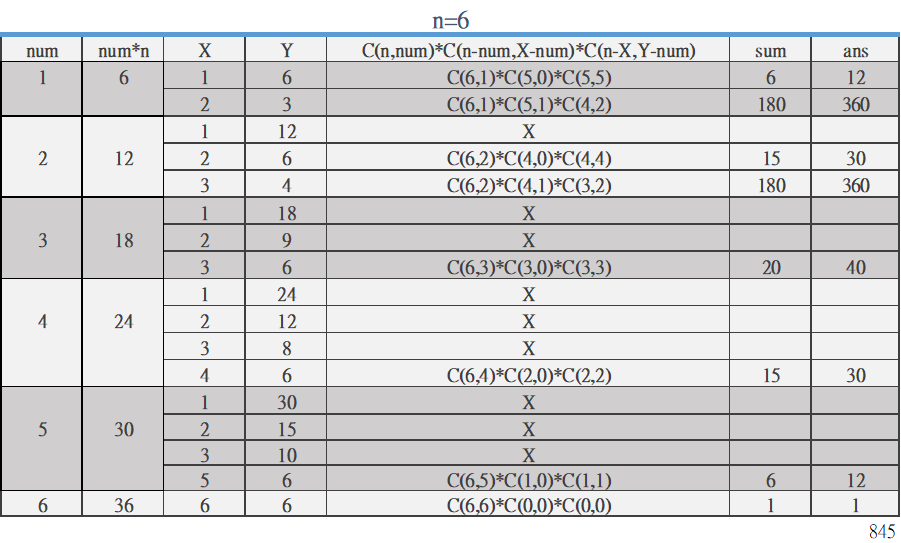 n=6
num num*n X Y C(n,num)*C(n-num,X-num)*C(n-X,Y-num) sum ans
1 6 1 6 C(6,1)*C(5,0)*C(5,5) 6 12
2 3 C(6,1)*C(5,1)*C(4,2) 180 360
1 12 X
2 12 2 6 C(6,2)*C(4,0)*C(4,4) 15 30
3 4 C(6,2)*C(4,1)*C(3,2) 180 360
1 18 X
3 18 2 9 X
3 6 C(6,3)*C(3,0)*C(3,3) 20 40
1 24 X
4 24 2 12 X
3 8 X
4 6 C(6,4)*C(2,0)*C(2,2) 15 30
1 30 X
5 30 2 15 X
3 10 X
5 6 C(6,5)*C(1,0)*C(1,1) 6 12
6 36 6 6 C(6,6)*C(0,0)*C(0,0) 1 1
845